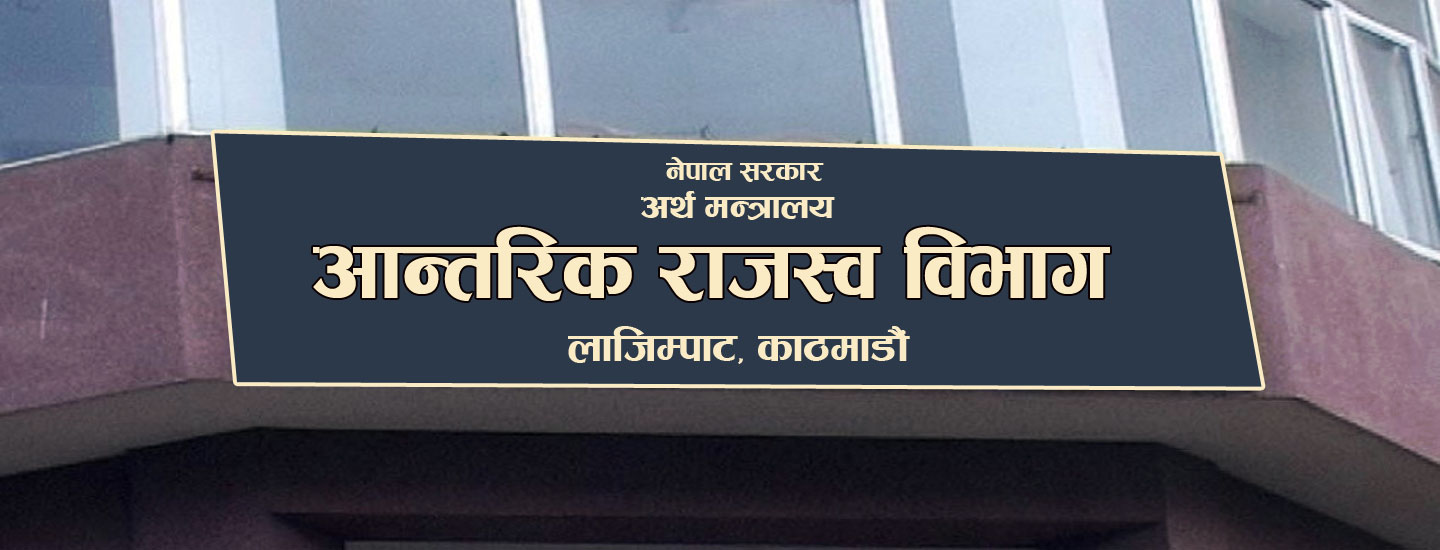 नेपाल सरकार
अर्थ मन्त्रालय
आन्तरिक राजस्व विभाग
लाजिम्पाट, काठमाडौं